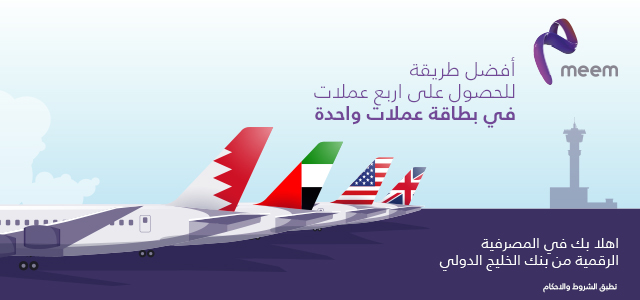 meem
أفضل طريقة
للحصول على اربع عملات
في بطاقة عملات واحدة
اهلا بك في المصرفية
الرقمية من بنك الخليج الدولي
تطبق الشروط والاحكام